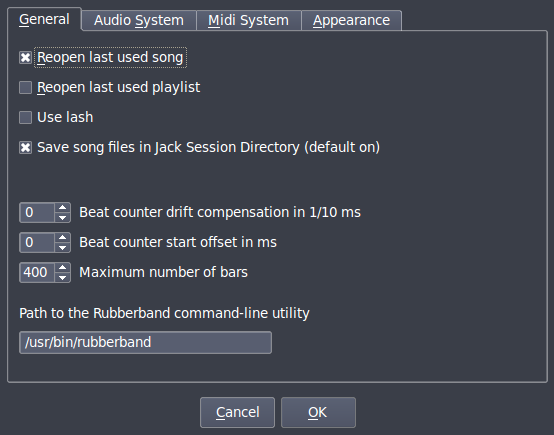 General Audio System Midi System Appearance
Reopen last used song
Reopen last used playlist
Use lash
Save song files in Jack Session Directory (default on)
0 Beat counter drift compensation in 1/10 ms
0 Beat counter start offset in ms
400 Maximum number of bars
Path to the Rubberband command-line utility
/usr/bin/rubberband
Cancel OK